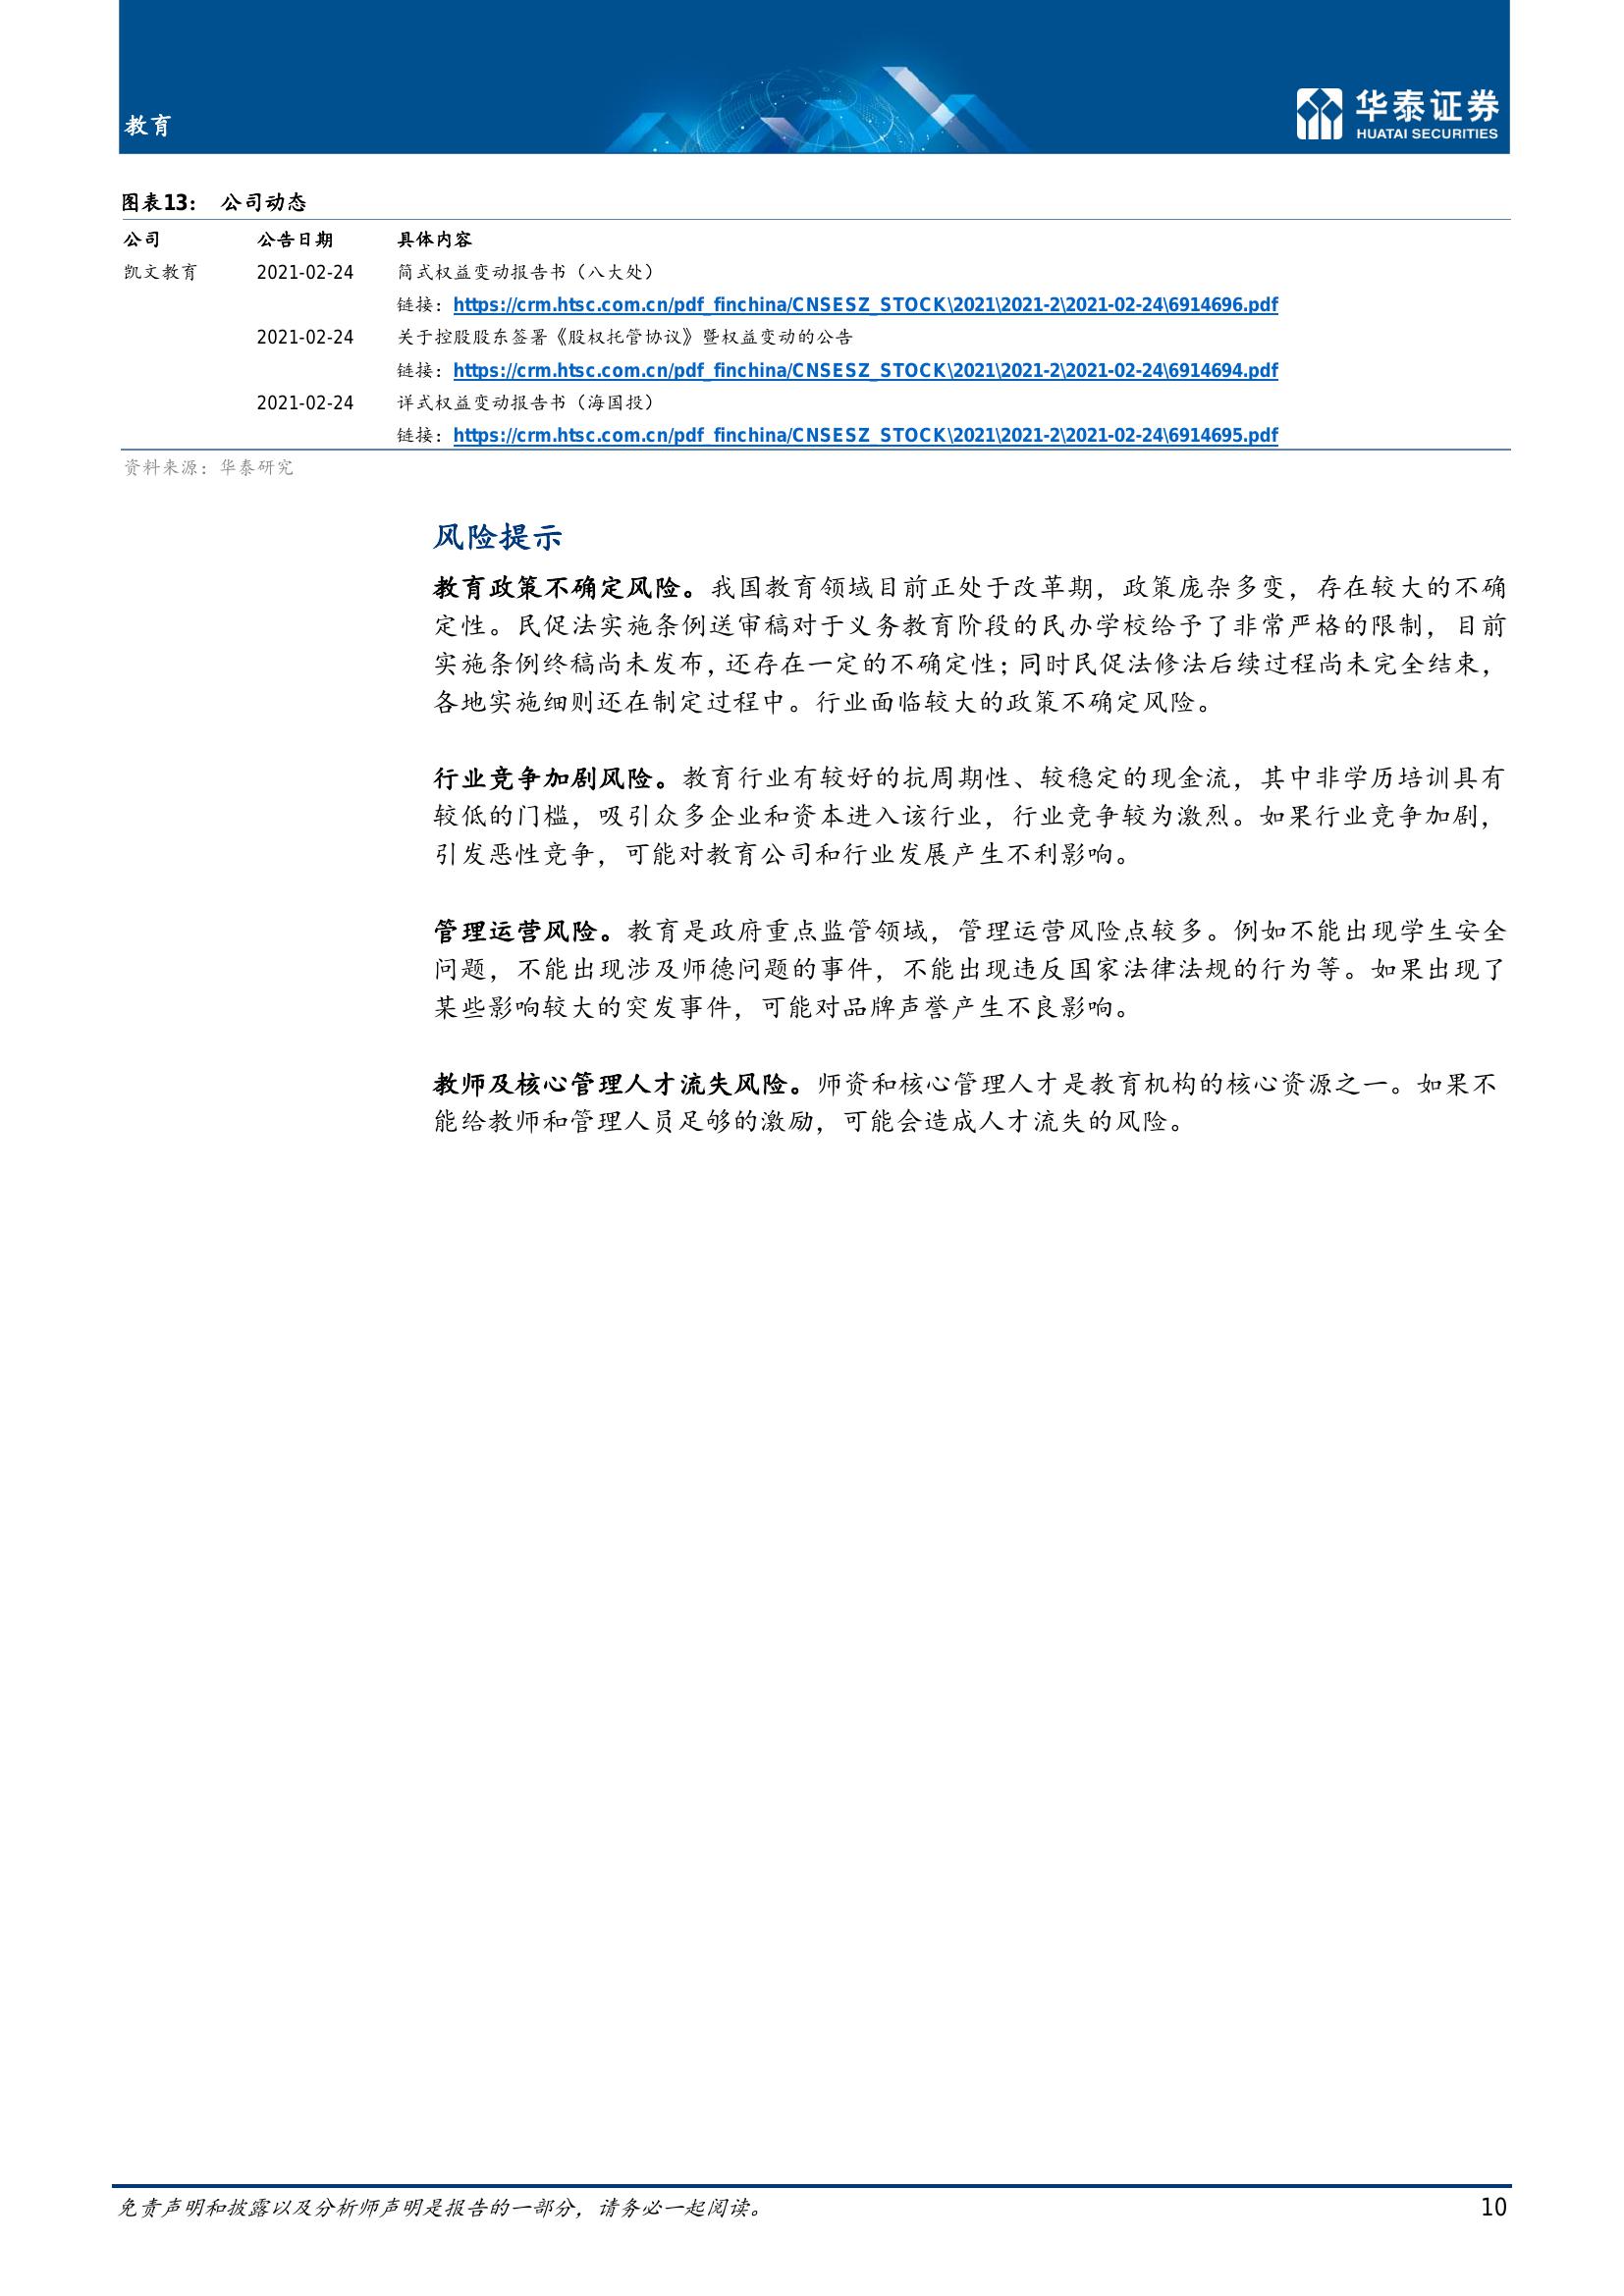 教育
华泰证券
HUATAI SECURITIES
图表13： 公司动态
公司 公告日期 具体内容
凯文教育 2021-02-24 简式权益变动报告书（八大处）
链接：https://crm.htsc.com.cn/pdf_finchina/CNSESZ_STOCK\2021\2021-2\2021-02-24\6914696.pdf
2021-02-24 关于控股股东签署《股权托管协议》暨权益变动的公告
链接：https://crm.htsc.com.cn/pdf_finchina/CNSESZ_STOCK\2021\2021-2\2021-02-24\6914694.pdf
2021-02-24 详式权益变动报告书（海国投）
链接：https://crm.htsc.com.cn/pdf_finchina/CNSESZ_STOCK\2021\2021-2\2021-02-24\6914695.pdf
资料来源：华泰研究
风险提示
教育政策不确定风险。我国教育领域目前正处于改革期，政策庞杂多变，存在较大的不确
定性。民促法实施条例送审稿对于义务教育阶段的民办学校给予了非常严格的限制，目前
实施条例终稿尚未发布，还存在一定的不确定性；同时民促法修法后续过程尚未完全结束，
各地实施细则还在制定过程中。行业面临较大的政策不确定风险。
行业竞争加剧风险。教育行业有较好的抗周期性、较稳定的现金流，其中非学历培训具有
较低的门槛，吸引众多企业和资本进入该行业，行业竞争较为激烈。如果行业竞争加剧，
引发恶性竞争，可能对教育公司和行业发展产生不利影响。
管理运营风险。教育是政府重点监管领域，管理运营风险点较多。例如不能出现学生安全
问题，不能出现涉及师德问题的事件，不能出现违反国家法律法规的行为等。如果出现了
某些影响较大的突发事件，可能对品牌声誉产生不良影响。
教师及核心管理人才流失风险。师资和核心管理人才是教育机构的核心资源之一。如果不
能给教师和管理人员足够的激励，可能会造成人才流失的风险。
免责声明和披露以及分析师声明是报告的一部分，请务必一起阅读。 10